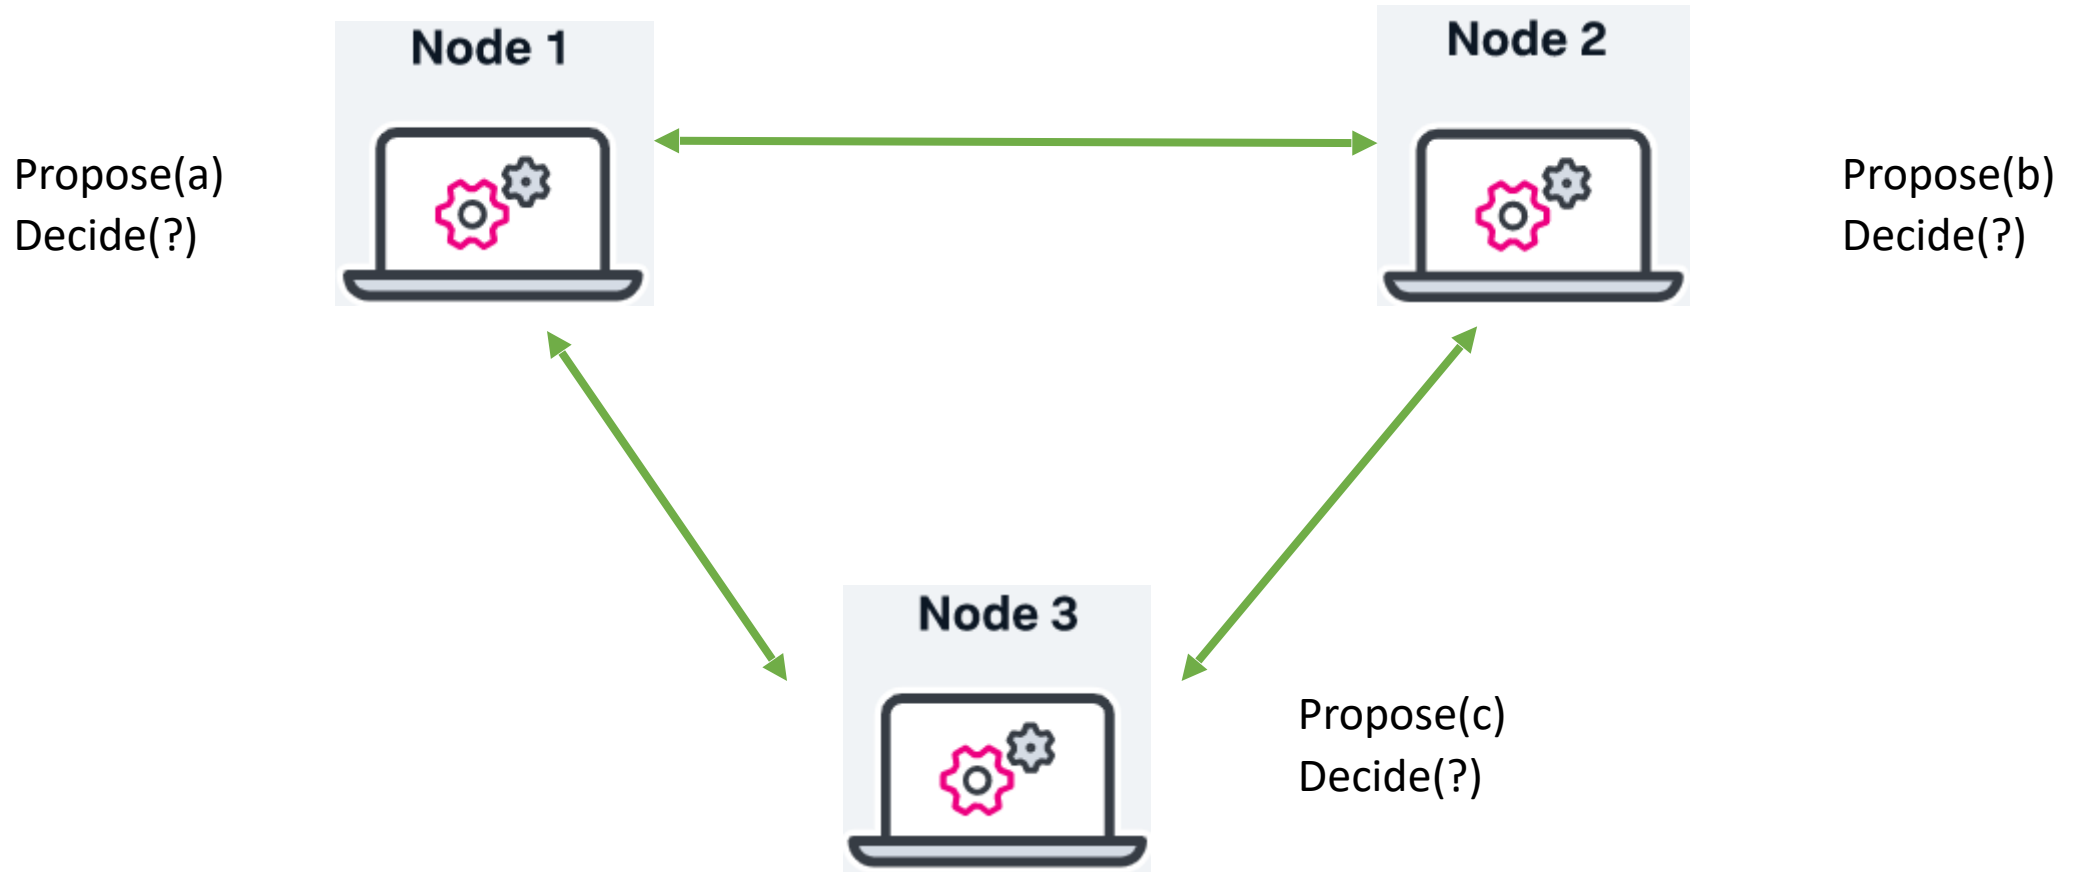 Node 1
Node 2
Propose(a)
Decide(?)
Propose(b)
Decide(?)
Node 3
Propose(c)
Decide(?)